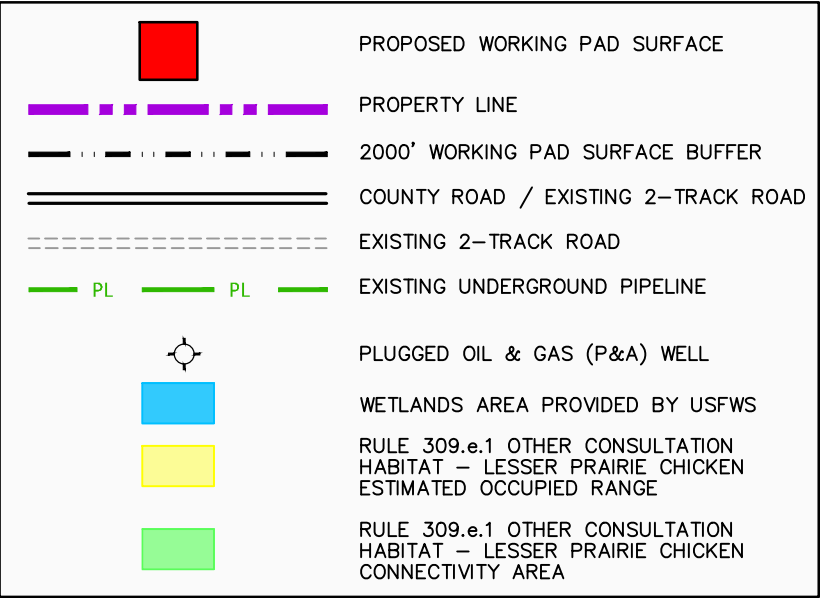 PROPOSED WORKING PAD SURFACE
PROPERTY LINE
2000' WORKING PAD SURFACE BUFFER
COUNTY ROAD / EXISTING 2-TRACK ROAD
EXISTING 2-TRACK ROAD
PL PL EXISTING UNDERGROUND PIPELINE
PLUGGED OIL & GAS (P&A) WELL
WETLANDS AREA PROVIDED BY USFWS
RULE 309.e.1 OTHER CONSULTATION
HABITAT - LESSER PRAIRIE CHICKEN
ESTIMATED OCCUPIED RANGE
RULE 309.e.1 OTHER CONSULTATION
HABITAT - LESSER PRAIRIE CHICKEN
CONNECTIVITY AREA